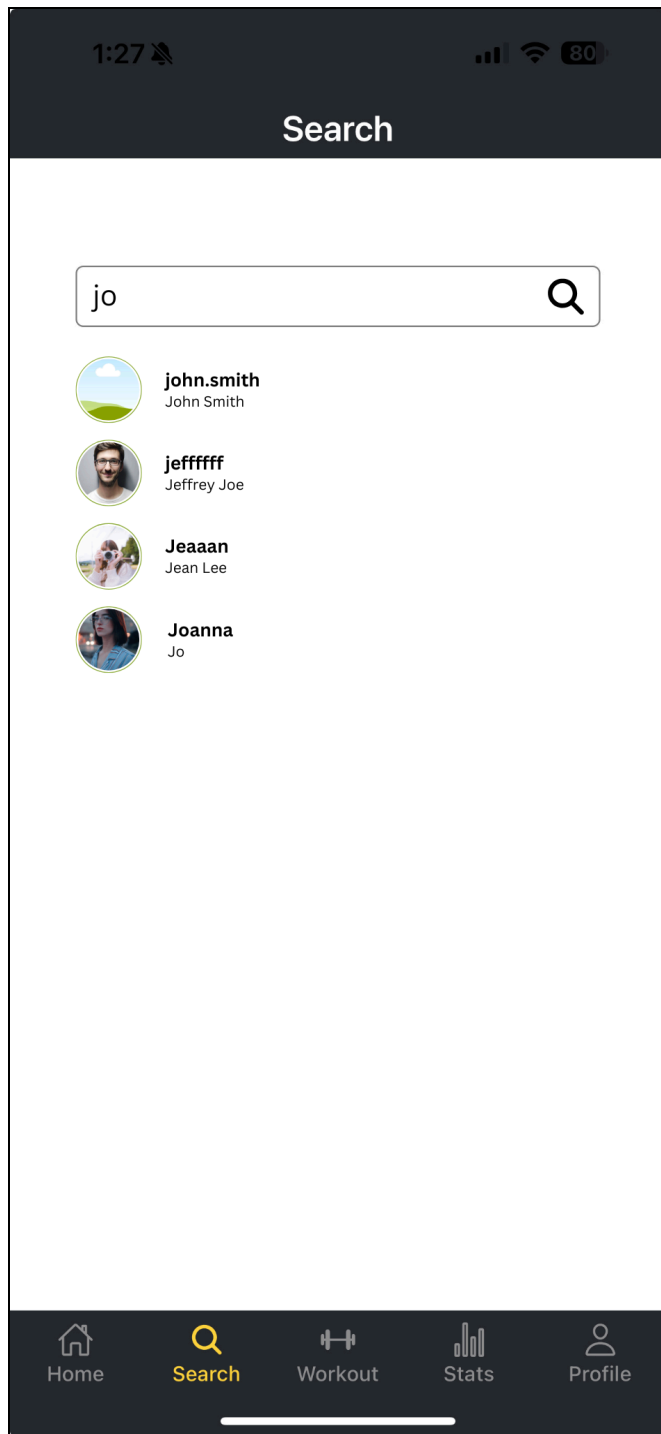 1:27
80
Search
jo
john.smith
John Smith
jeffffff
Jeffrey Joe
Jeaaan
Jean Lee
Joanna
Jo
Home Search Workout Stats Profile